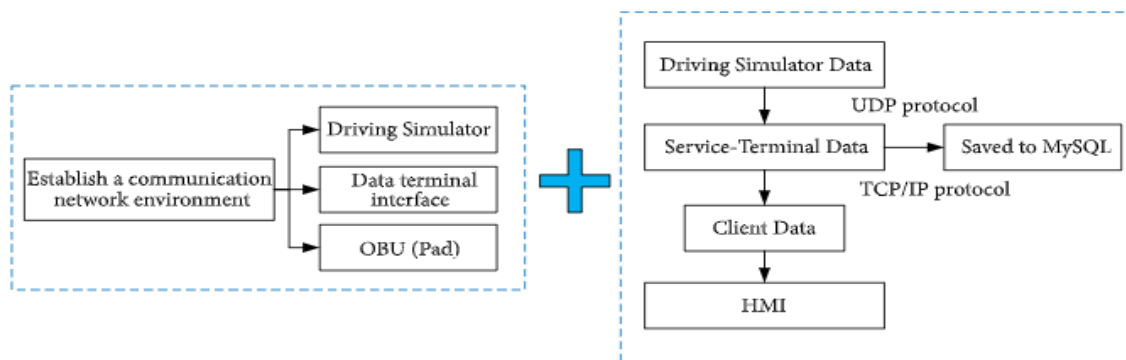 Establish a communication
network environment
Driving Simulator
Data terminal
interface
OBU (Pad)
Driving Simulator Data
UDP protocol
Service-Terminal Data
Saved to MySQL
TCP/IP protocol
Client Data
HMI